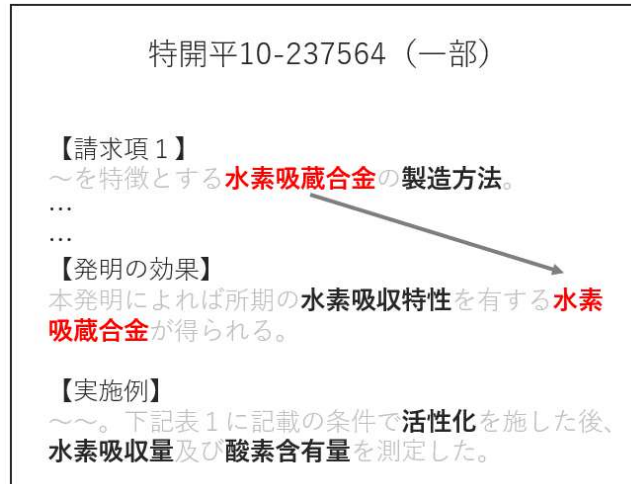 特開平10-237564（一部）
【請求項１】
～を特徴とする水素吸蔵合金の製造方法。
…
…
【発明の効果】
本発明によれば所期の水素吸収特性を有する水素
吸蔵合金が得られる。
【実施例】
～～。下記表１に記載の条件で活性化を施した後、
水素吸収量及び酸素含有量を測定した。